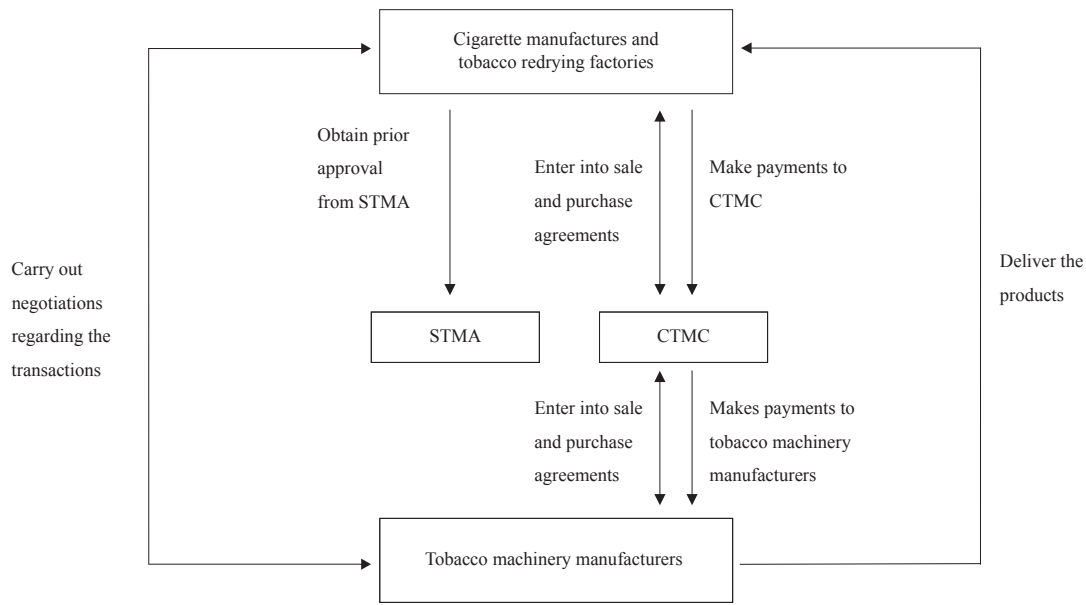 Cigarette manufactures and
tobacco redrying factories
Obtain prior
approval
from STMA
Enter into sale
and purchase
agreements
Make payments to
CTMC
Carry out
negotiations
regarding the
transactions
Deliver the
products
STMA
CTMC
Enter into sale
and purchase
agreements
Makes payments to
tobacco machinery
manufacturers
Tobacco machinery manufacturers